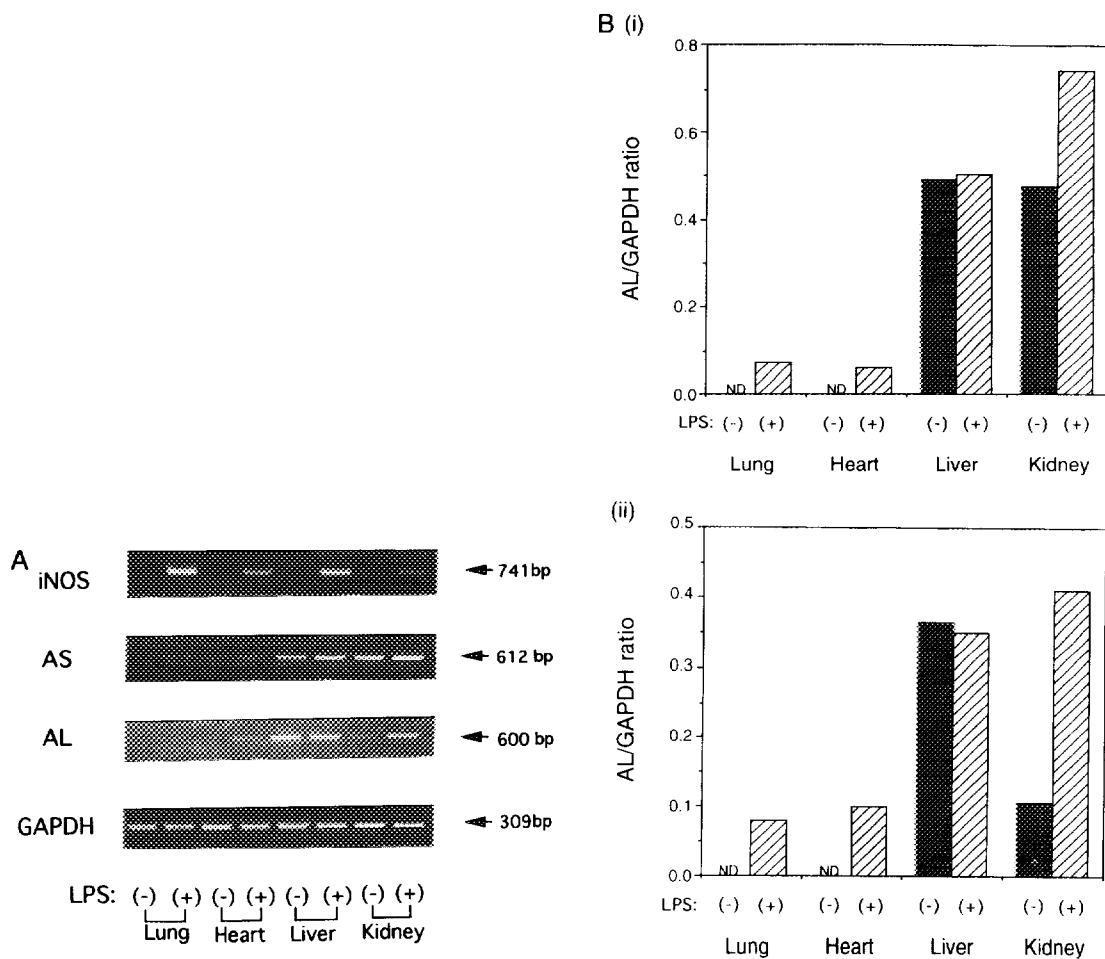 A
iNOS
741bp
AS
612 bp
AL
600 bp
GAPDH
309bp
LPS: (-) (+) (-) (+) (-) (+) (-) (+)
Lung Heart Liver Kidney
B (i)
AL/GAPDH ratio
0.8
0.6
0.4
0.2
0.0
ND ND
LPS: (-) (+) (-) (+) (-) (+) (-) (+)
Lung Heart Liver Kidney
(ii)
AL/GAPDH ratio
0.5
0.4
0.3
0.2
0.1
0.0
ND ND
LPS: (-) (+) (-) (+) (-) (+) (-) (+)
Lung Heart Liver Kidney